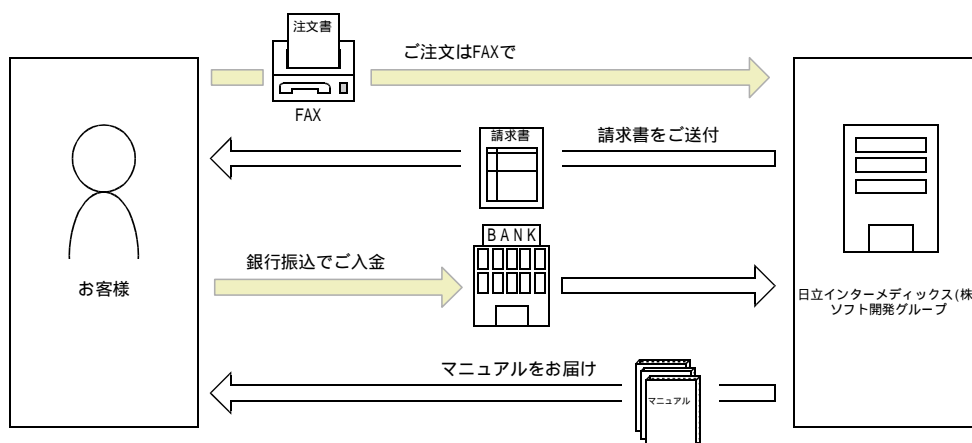 注文書
ご注文はFAXで
FAX
請求書
請求書をご送付
BANK
銀行振込でご入金
お客様
日立インターメディックス(株
ソフト開発グループ
マニュアルをお届け
マニュアル